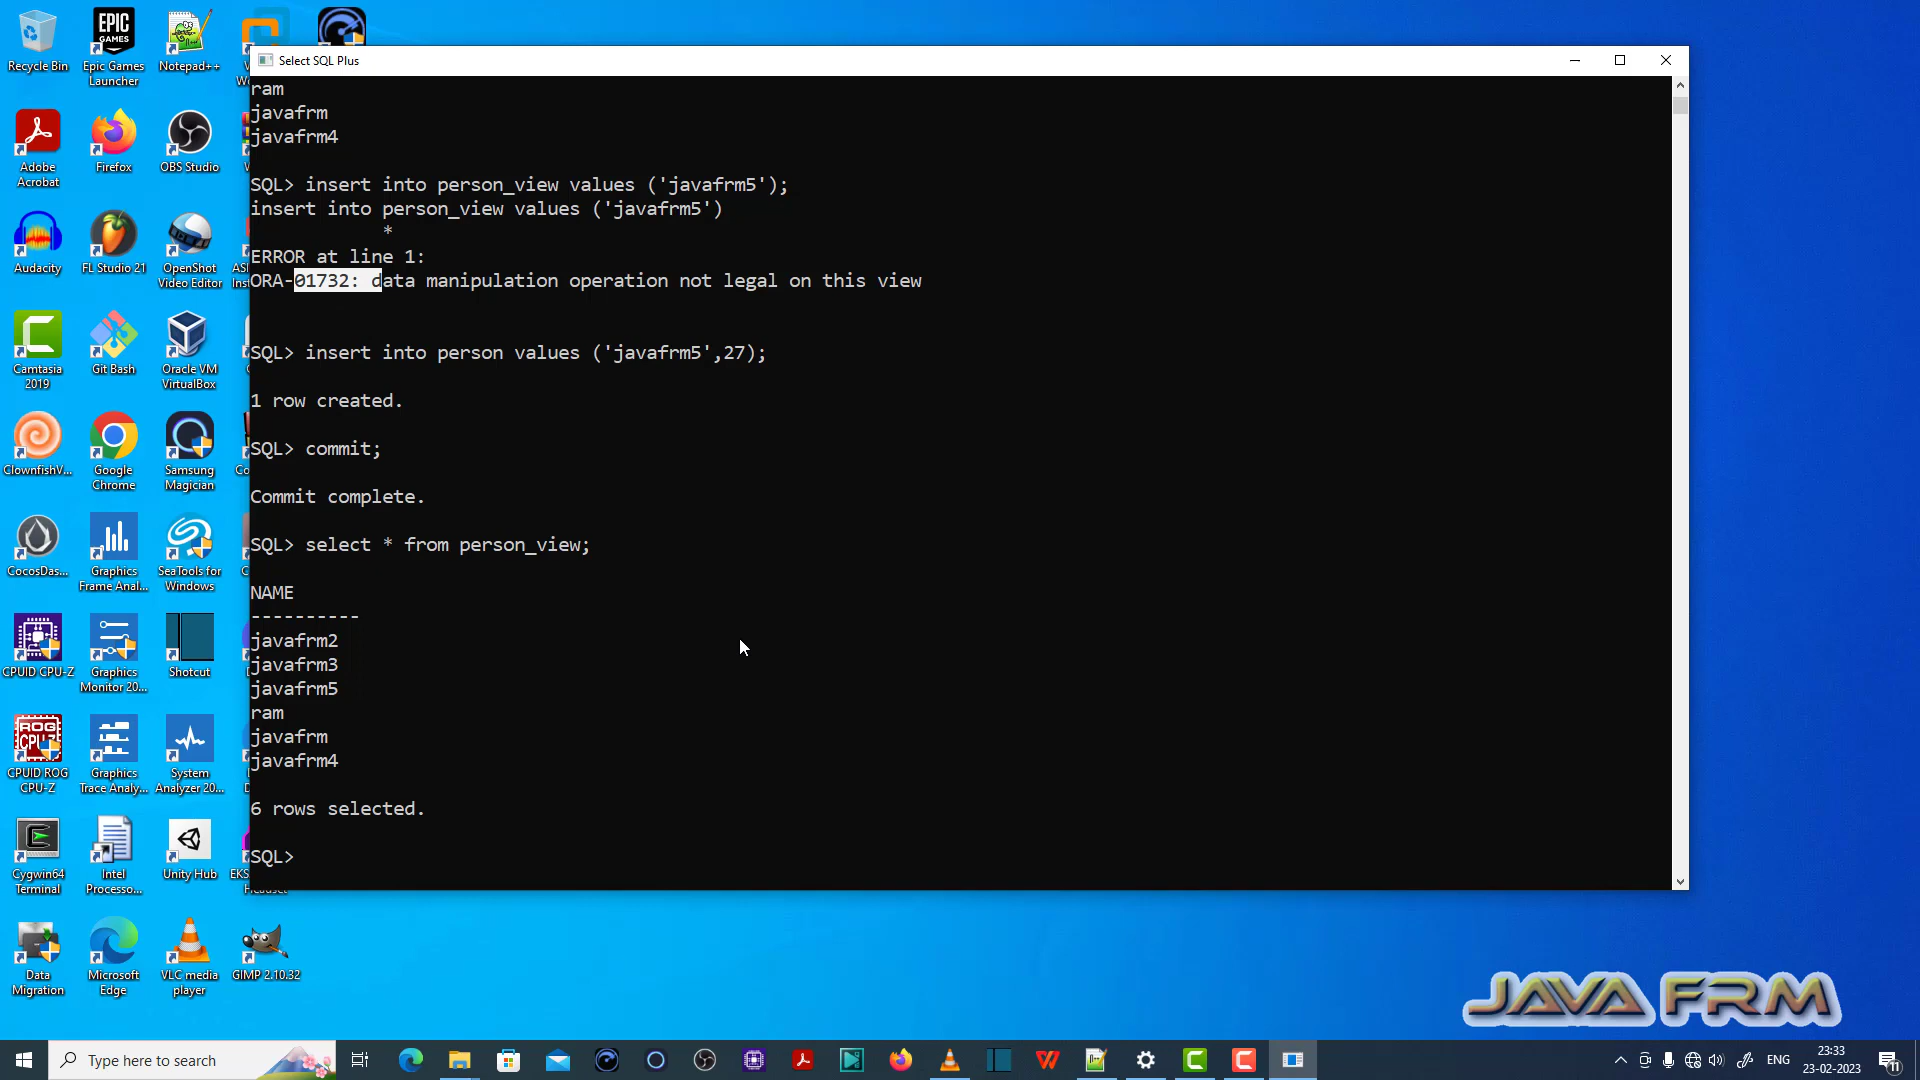 Recycle Bin
EPIC GAMES
Epic Games Launcher
Notepad++
Select SQL Plus
ram
javafrm
javafrm4
SQL> insert into person_view values ('javafrm5');
insert into person_view values ('javafrm5')
*
ERROR at line 1:
ORA-01732: data manipulation operation not legal on this view
SQL> insert into person values ('javafrm5',27);
1 row created.
SQL> commit;
Commit complete.
SQL> select * from person_view;
NAME
----------
javafrm2
javafrm3
javafrm5
ram
javafrm
javafrm4
6 rows selected.
SQL>
Adobe Acrobat
Firefox
OBS Studio
Audacity
FL Studio 21
OpenShot Video Editor
Camtasia 2019
Git Bash
Oracle VM VirtualBox
ClownfishV...
Google Chrome
Samsung Magician
CocosDas...
Graphics Frame Anal...
SeaTools for Windows
CPUID CPU-Z
Graphics Monitor 20...
Shotcut
CPUID ROG CPU-Z
Graphics Trace Analy...
System Analyzer 20...
Cygwin64 Terminal
Intel Processo...
Unity Hub
Data Migration
Microsoft Edge
VLC media player
GIMP 2.10.32
JAVA FRM
Type here to search
ENG
23:33
23-02-2023
11